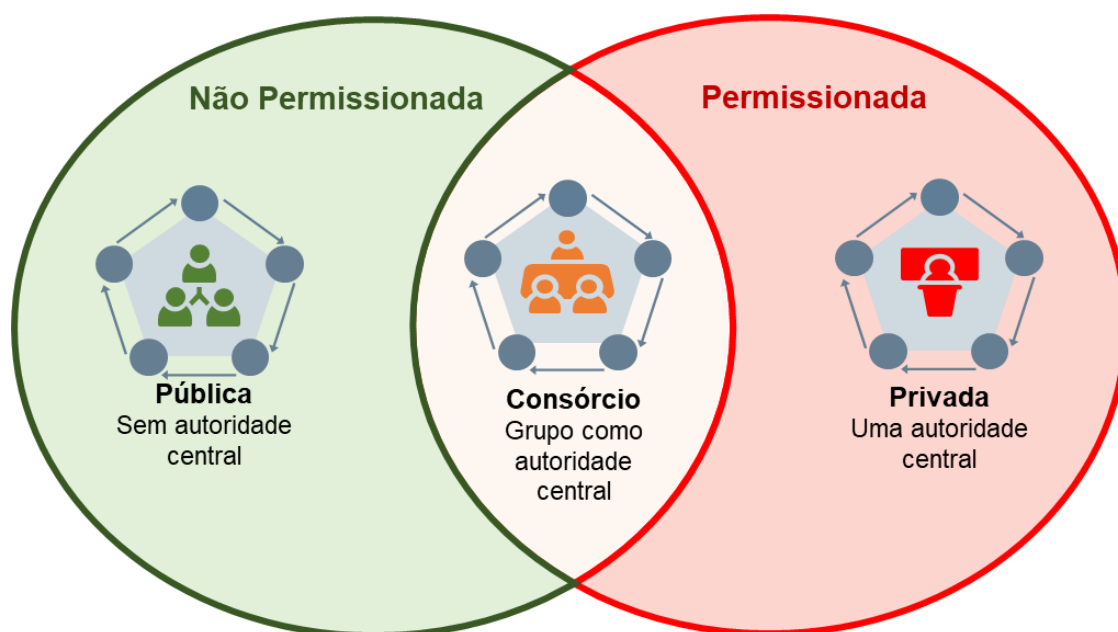 Não Permissionada
Permissionada
Pública
Sem autoridade
central
Consórcio
Grupo como
autoridade
central
Privada
Uma autoridade
central